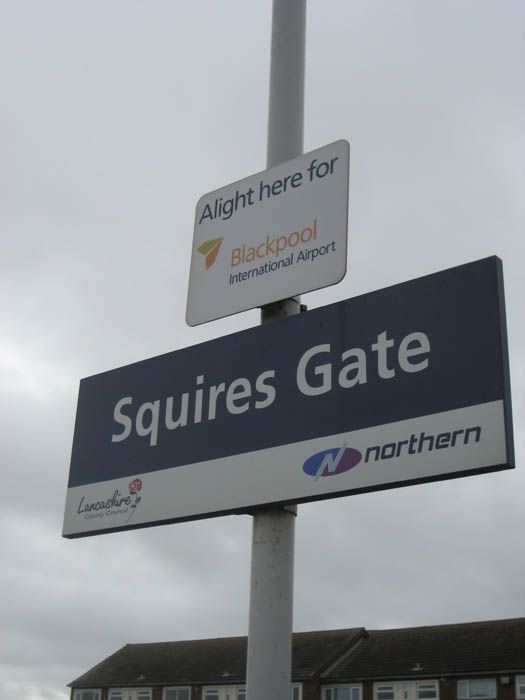 Alight here for
Blackpool
International Airport
Squires Gate
Lancashire
County Council
northern